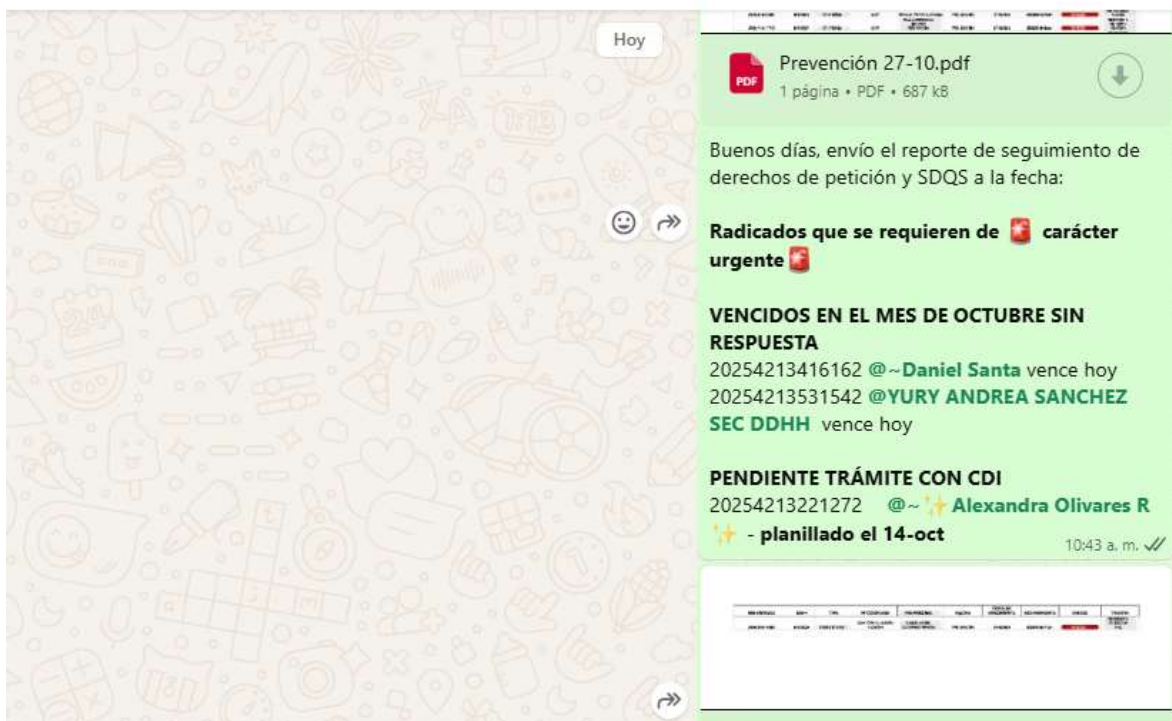 Hoy
PDF
Prevención 27-10.pdf
1 página • PDF • 687 kB
Buenos días, envío el reporte de seguimiento de
derechos de petición y SDQS a la fecha:
Radicados que se requieren de 🚨 carácter
urgente🚨
VENCIDOS EN EL MES DE OCTUBRE SIN
RESPUESTA
20254213416162 @~Daniel Santa vence hoy
20254213531542 @YURY ANDREA SANCHEZ
SEC DDHH vence hoy
PENDIENTE TRÁMITE CON CDI
20254213221272 @~✨Alexandra Olivares R
✨ - planillado el 14-oct
10:43 a. m.